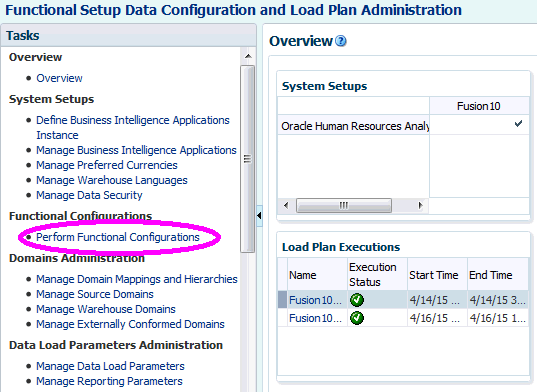 Functional Setup Data Configuration and Load Plan Administration
Tasks
Overview
Overview
System Setups
Define Business Intelligence Applications
Instance
Manage Business Intelligence Applications
Manage Preferred Currencies
Manage Warehouse Languages
Manage Data Security
Functional Configurations
Perform Functional Configurations
Domains Administration
Manage Domain Mappings and Hierarchies
Manage Source Domains
Manage Warehouse Domains
Manage Externally Conformed Domains
Data Load Parameters Administration
Manage Data Load Parameters
Manage Reporting Parameters
Overview
System Setups
Fusion10
Oracle Human Resources Analy
Load Plan Executions
Name Execution Status Start Time End Time
Fusion10... 4/14/15 ... 4/14/15 3...
Fusion10... 4/16/15 ... 4/16/15 1...